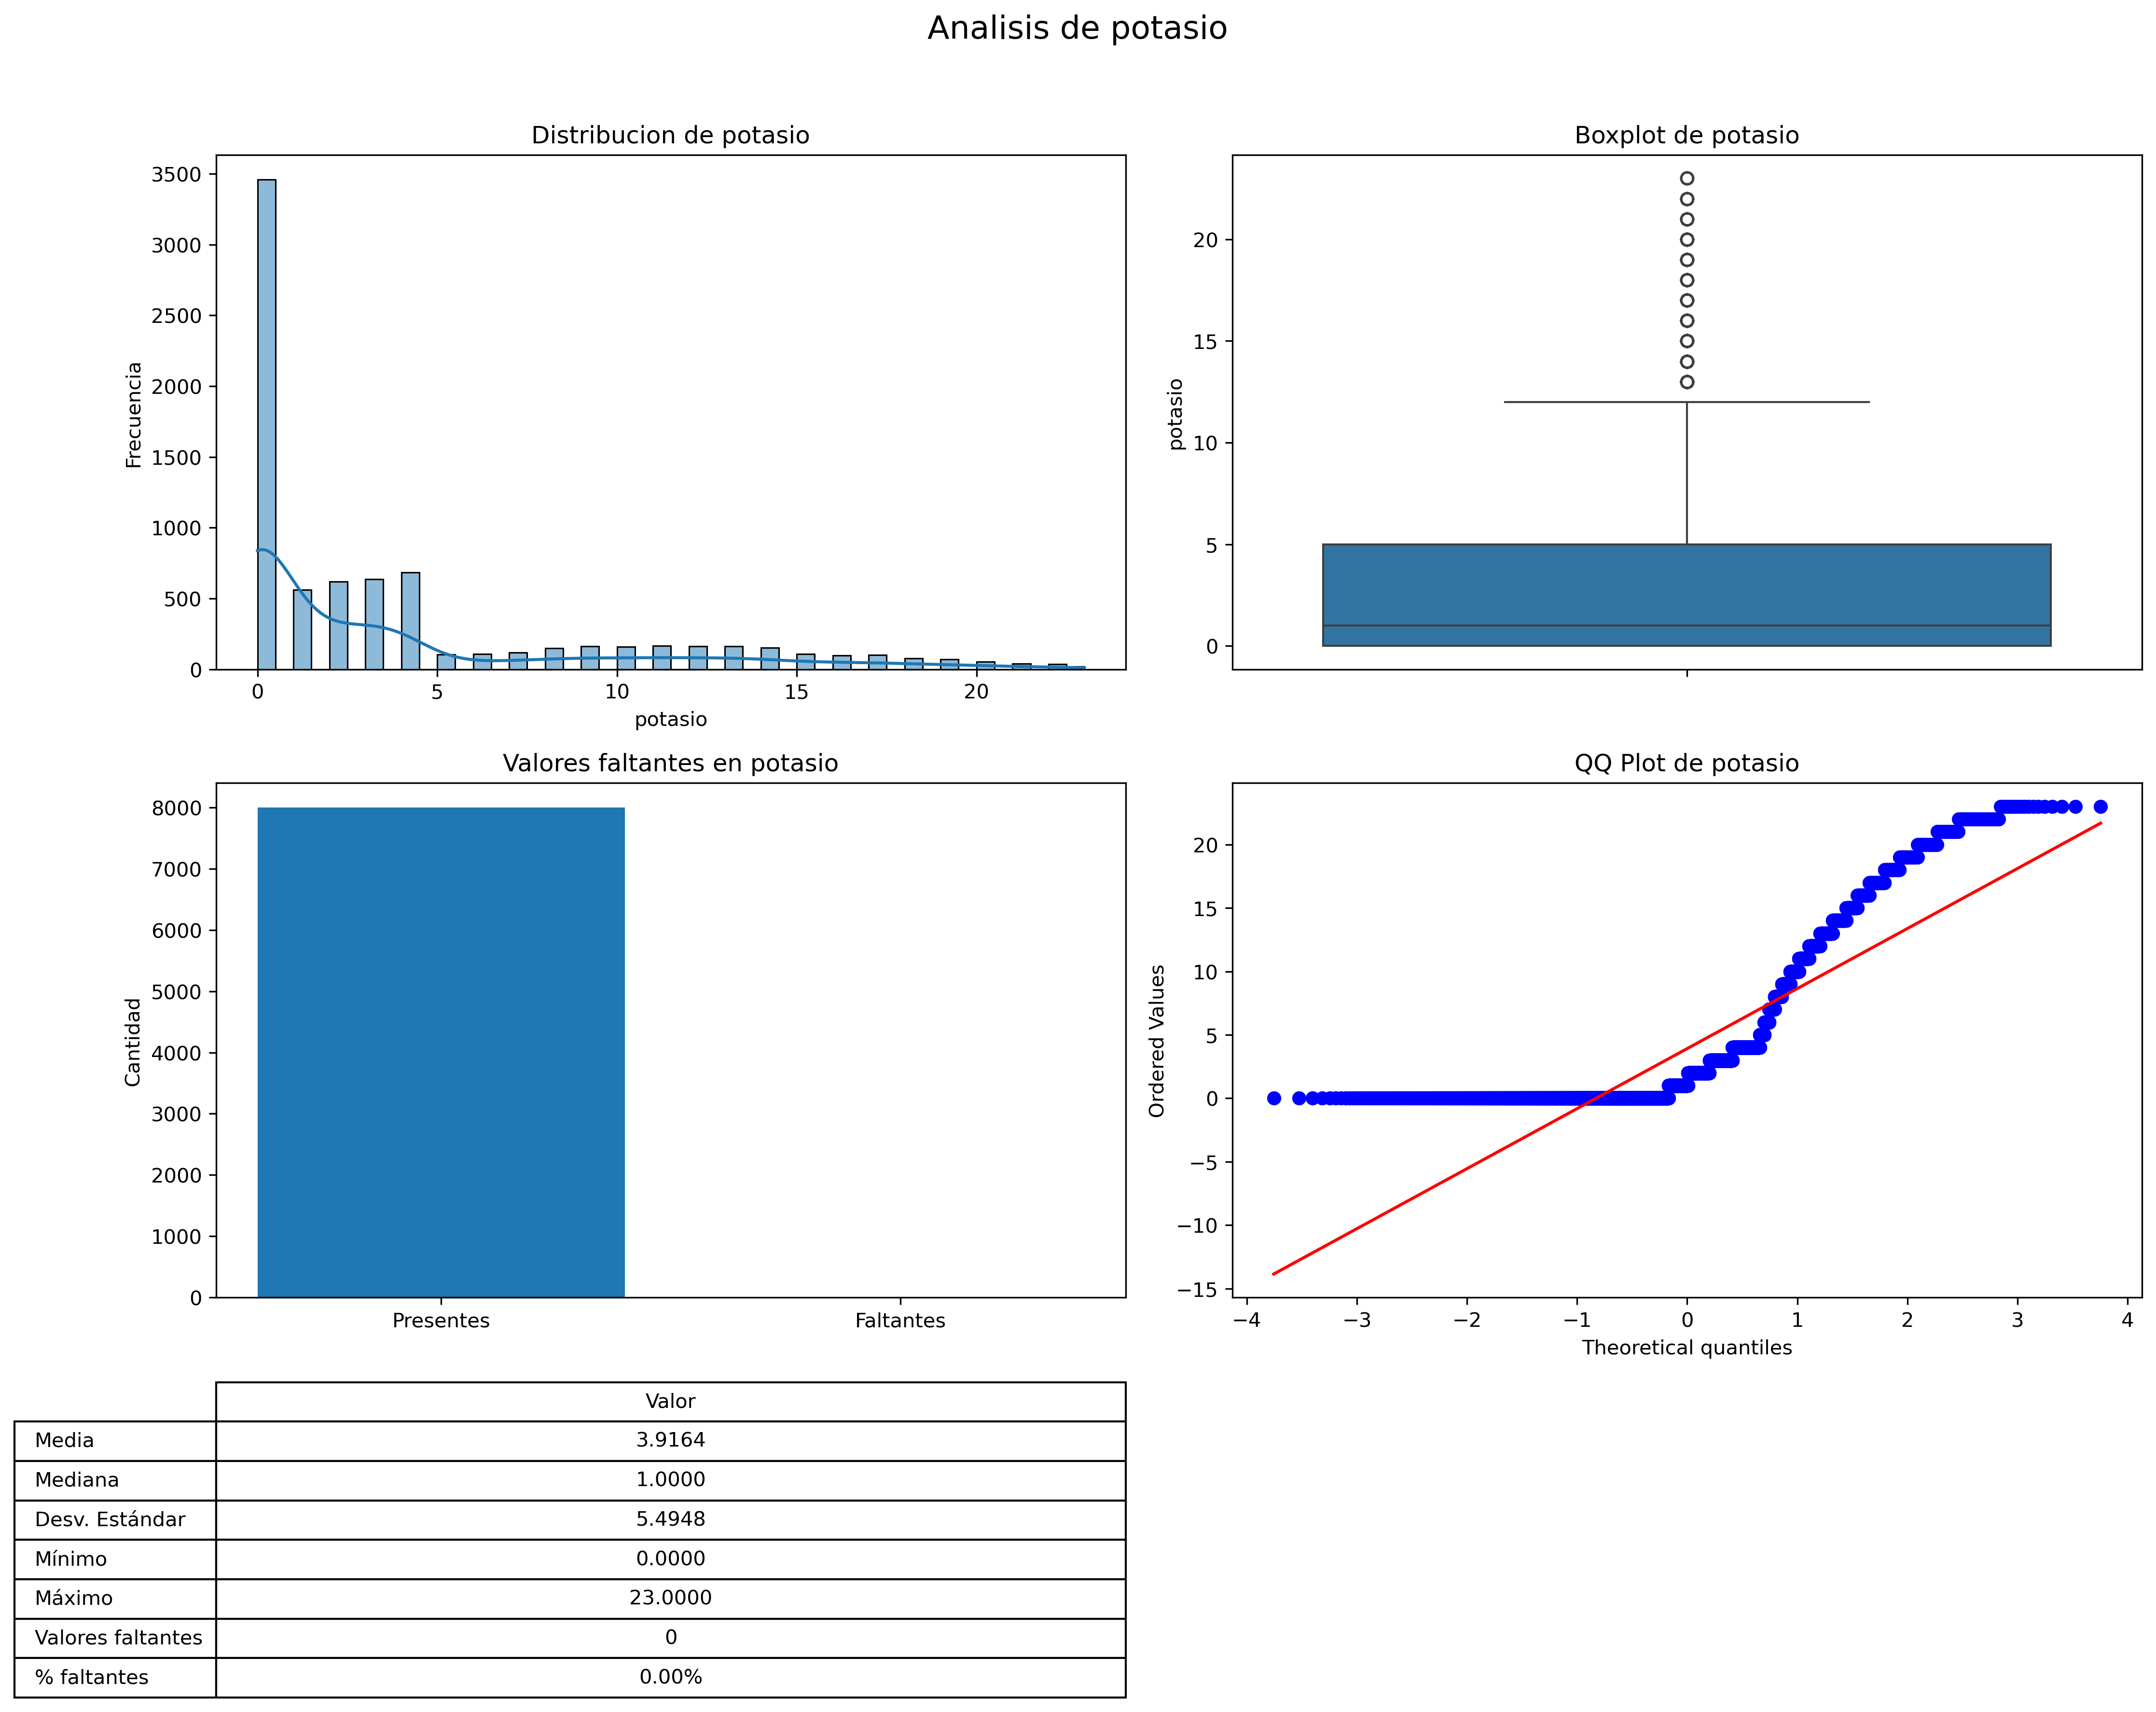 Analisis de potasio
Distribucion de potasio
3500
3000
2500
2000
1500
1000
500
0
Frecuencia
0 5 10 15 20
potasio
Boxplot de potasio
20
15
10
5
0
potasio
Valores faltantes en potasio
8000
7000
6000
5000
4000
3000
2000
1000
0
Cantidad
Presentes Faltantes
QQ Plot de potasio
20
15
10
5
0
−5
−10
−15
Ordered Values
−4 −3 −2 −1 0 1 2 3 4
Theoretical quantiles
Valor
Media 3.9164
Mediana 1.0000
Desv. Estándar 5.4948
Mínimo 0.0000
Máximo 23.0000
Valores faltantes 0
% faltantes 0.00%